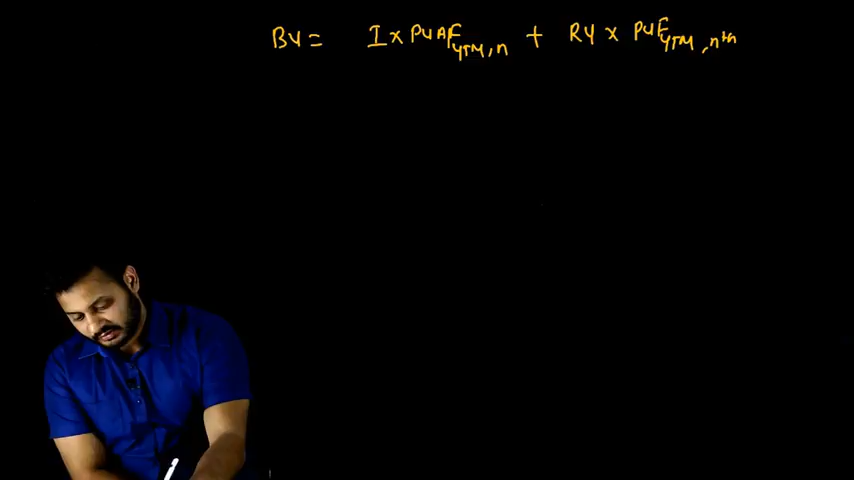 BV = I x PVAF YTM, n + RV x PVF YTM, nth